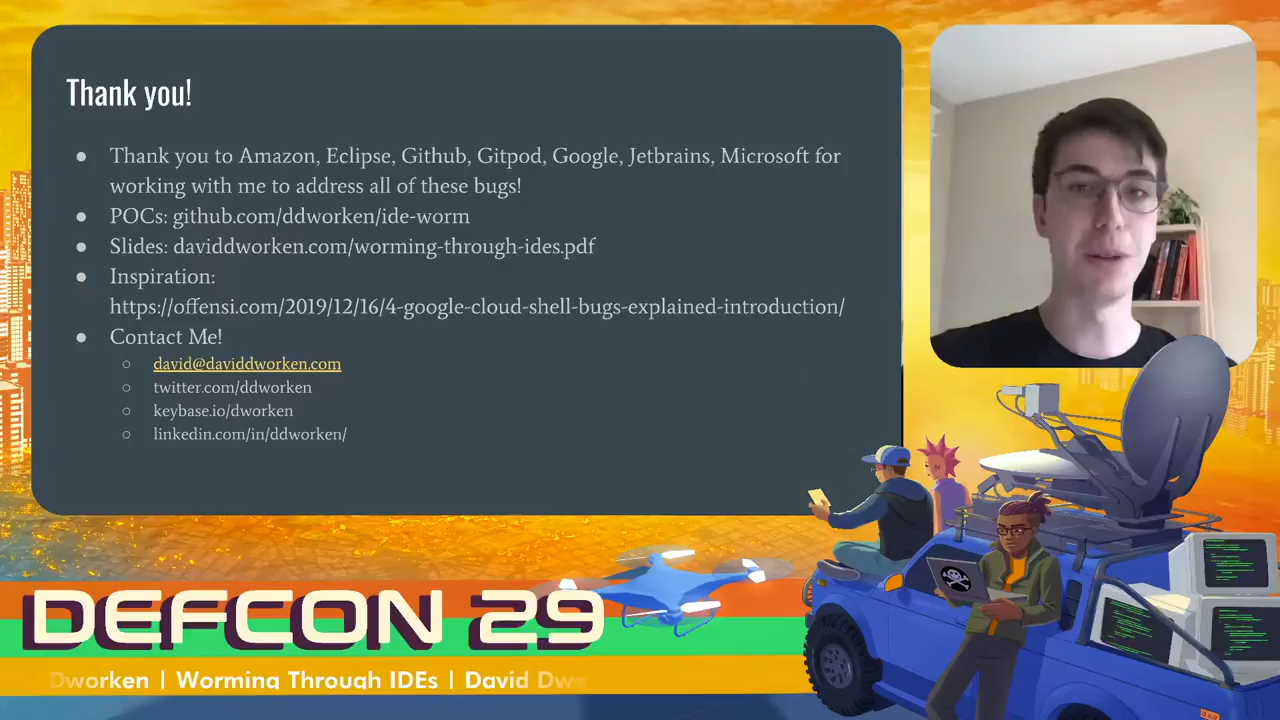 Thank you!
Thank you to Amazon, Eclipse, Github, Gitpod, Google, Jetbrains, Microsoft for
working with me to address all of these bugs!
POCs: github.com/ddworken/ide-worm
Slides: daviddworken.com/worming-through-ides.pdf
Inspiration:
https://offensi.com/2019/12/16/4-google-cloud-shell-bugs-explained-introduction/
Contact Me!
david@daviddworken.com
twitter.com/ddworken
keybase.io/dworken
linkedin.com/in/ddworken/
DEFCON 29
Dworken | Worming Through IDEs | David Dw